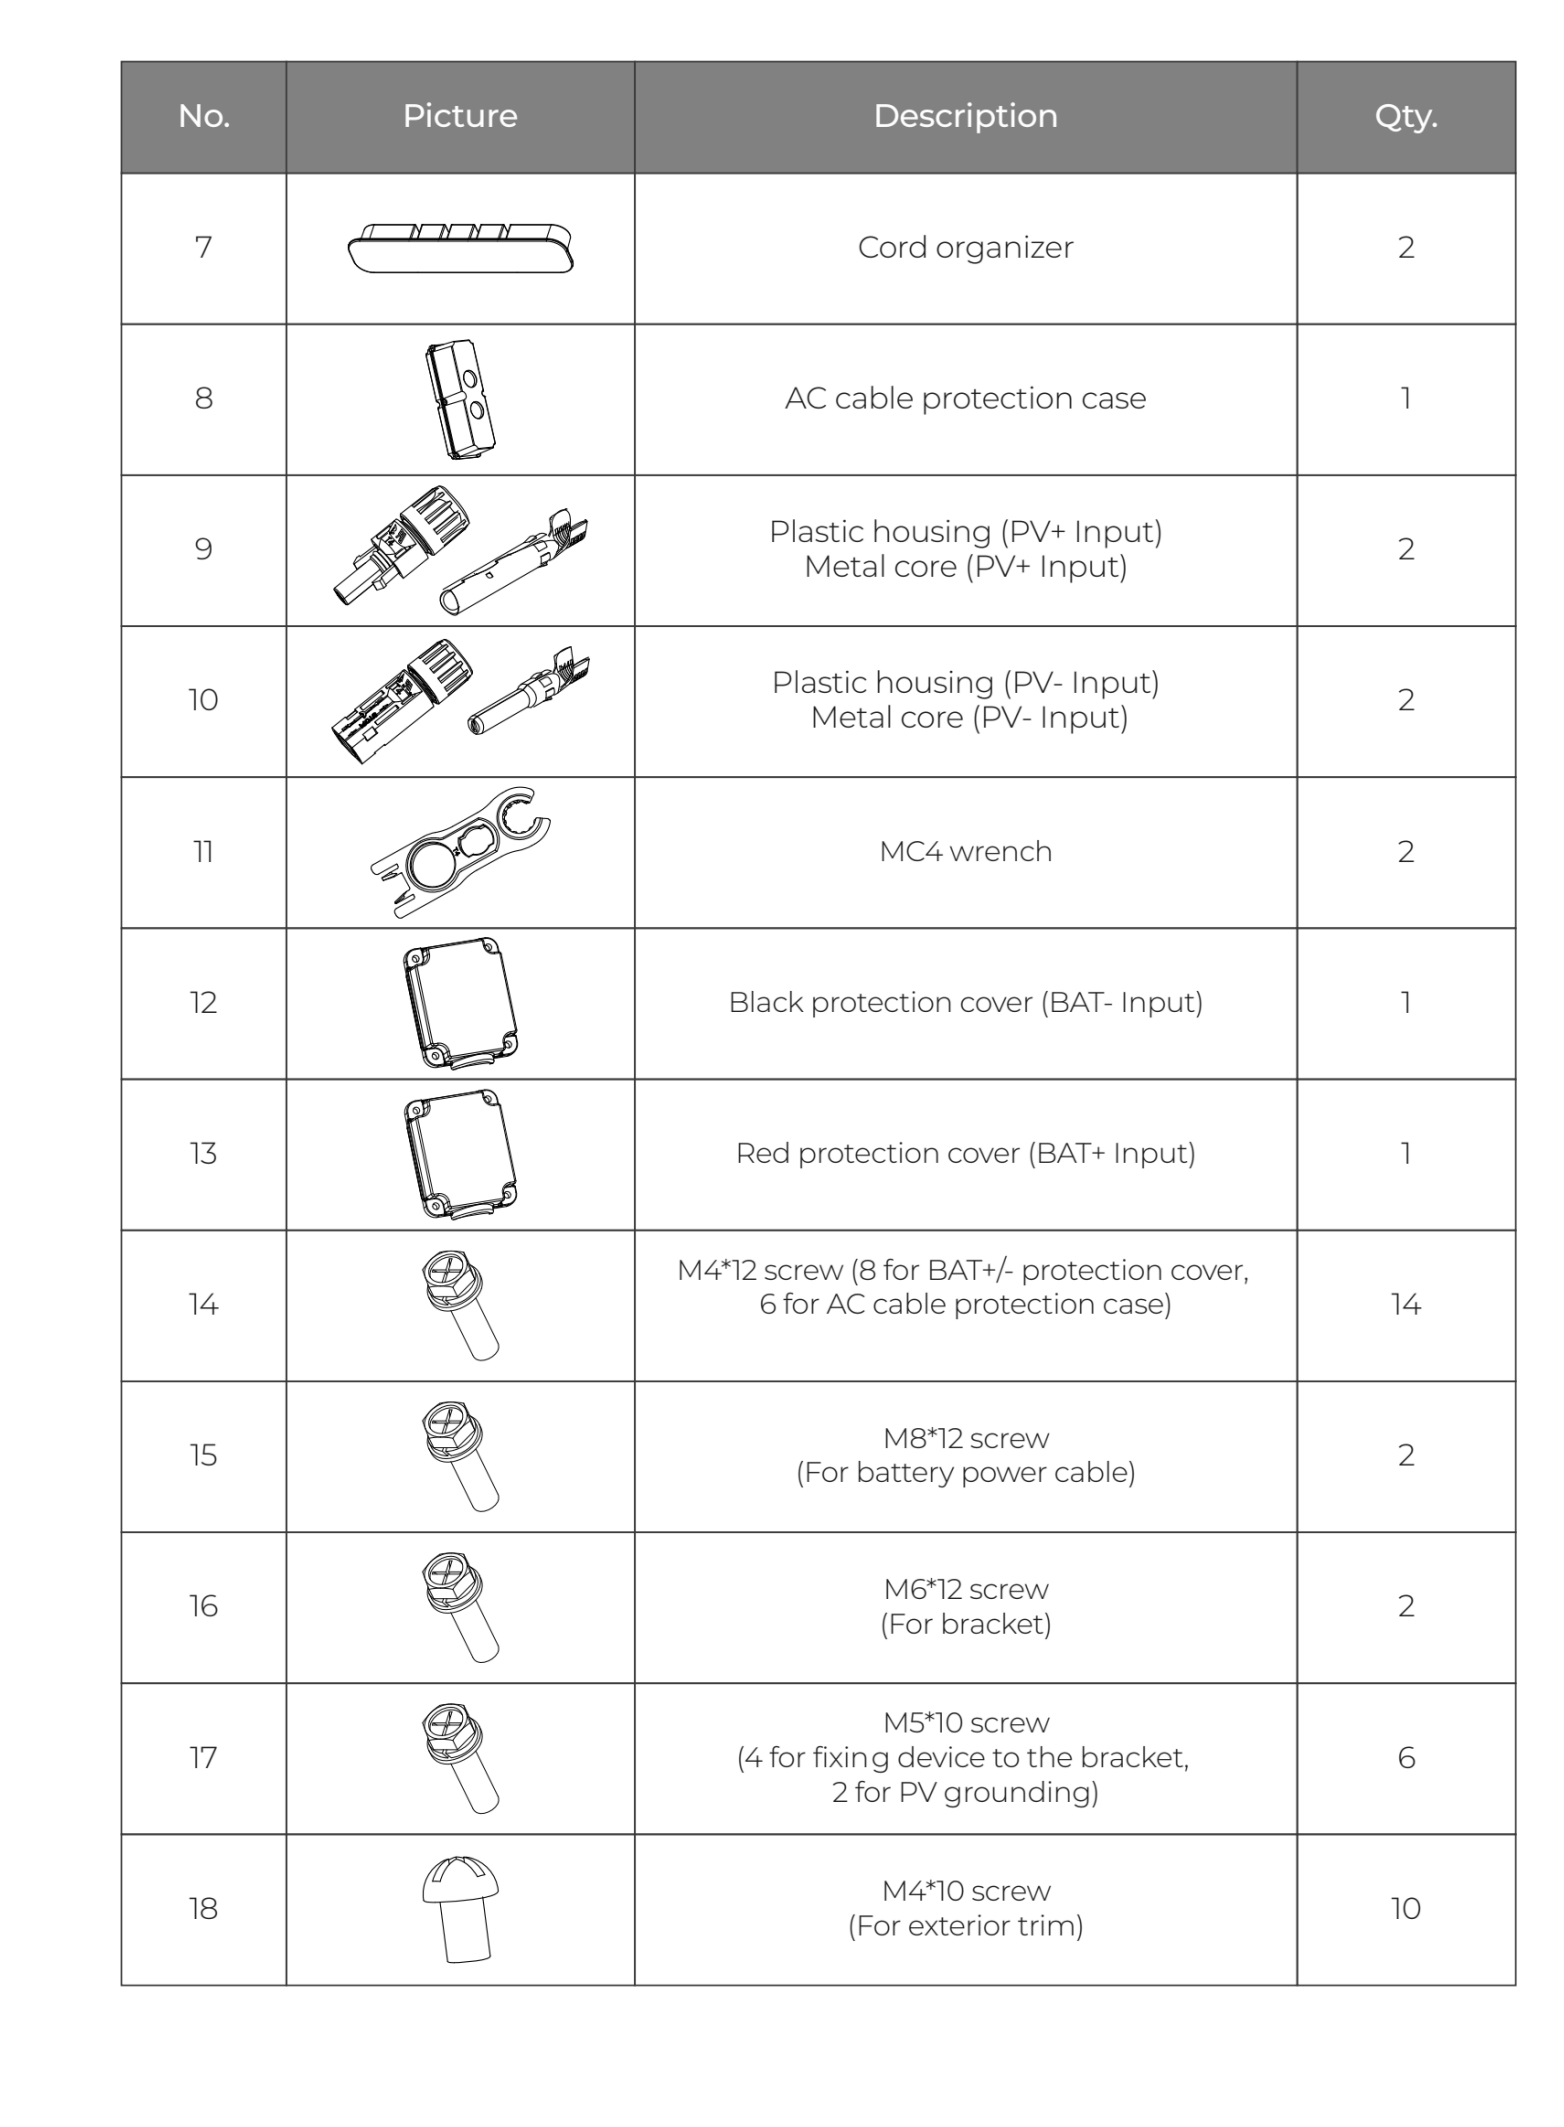 No. Picture Description Qty.
7 Cord organizer 2
8 AC cable protection case 1
Plastic housing (PV+ Input)
9 2
Metal core (PV+ Input)
Plastic housing (PV- Input)
10 2
Metal core (PV- Input)
11 MC4 wrench 2
12 Black protection cover (BAT- Input) 1
13 Red protection cover (BAT+ Input) 1
M4*12 screw (8 for BAT+/- protection cover,
14 6 for AC cable protection case) 14
M8*12 screw
15 2
(For battery power cable)
M6*12 screw
16 2
(For bracket)
M5*10 screw
17 (4 for fixing device to the bracket, 6
2 for PV grounding)
M4*10 screw
18 10
(For exterior trim)